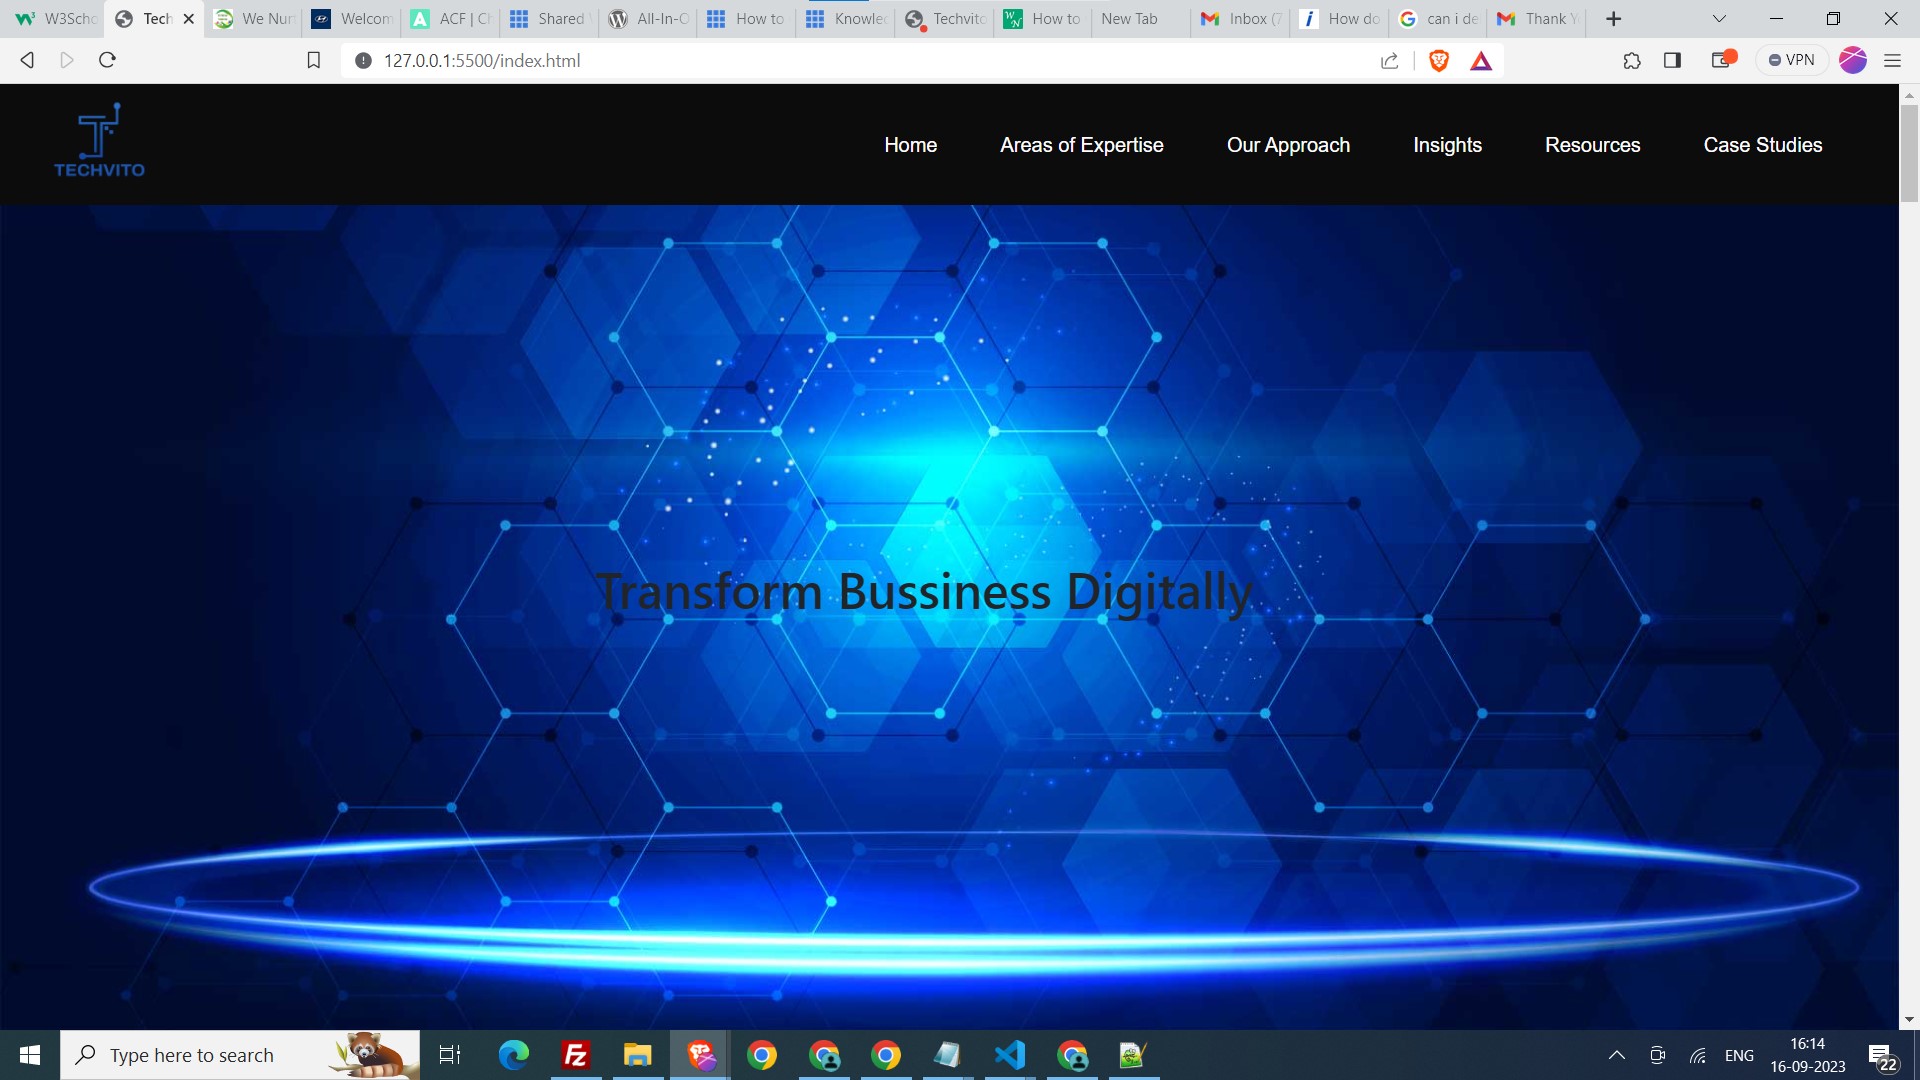 W3Scho Tech We Nur Welcom ACF | Ch Shared All-In-O How to Knowle Techvito How to New Tab Inbox (7 How do can i de Thank Y
127.0.0.1:5500/index.html
VPN
TECHVITO
Home Areas of Expertise Our Approach Insights Resources Case Studies
Transform Bussiness Digitally
Type here to search
ENG
16:14
16-09-2023
22